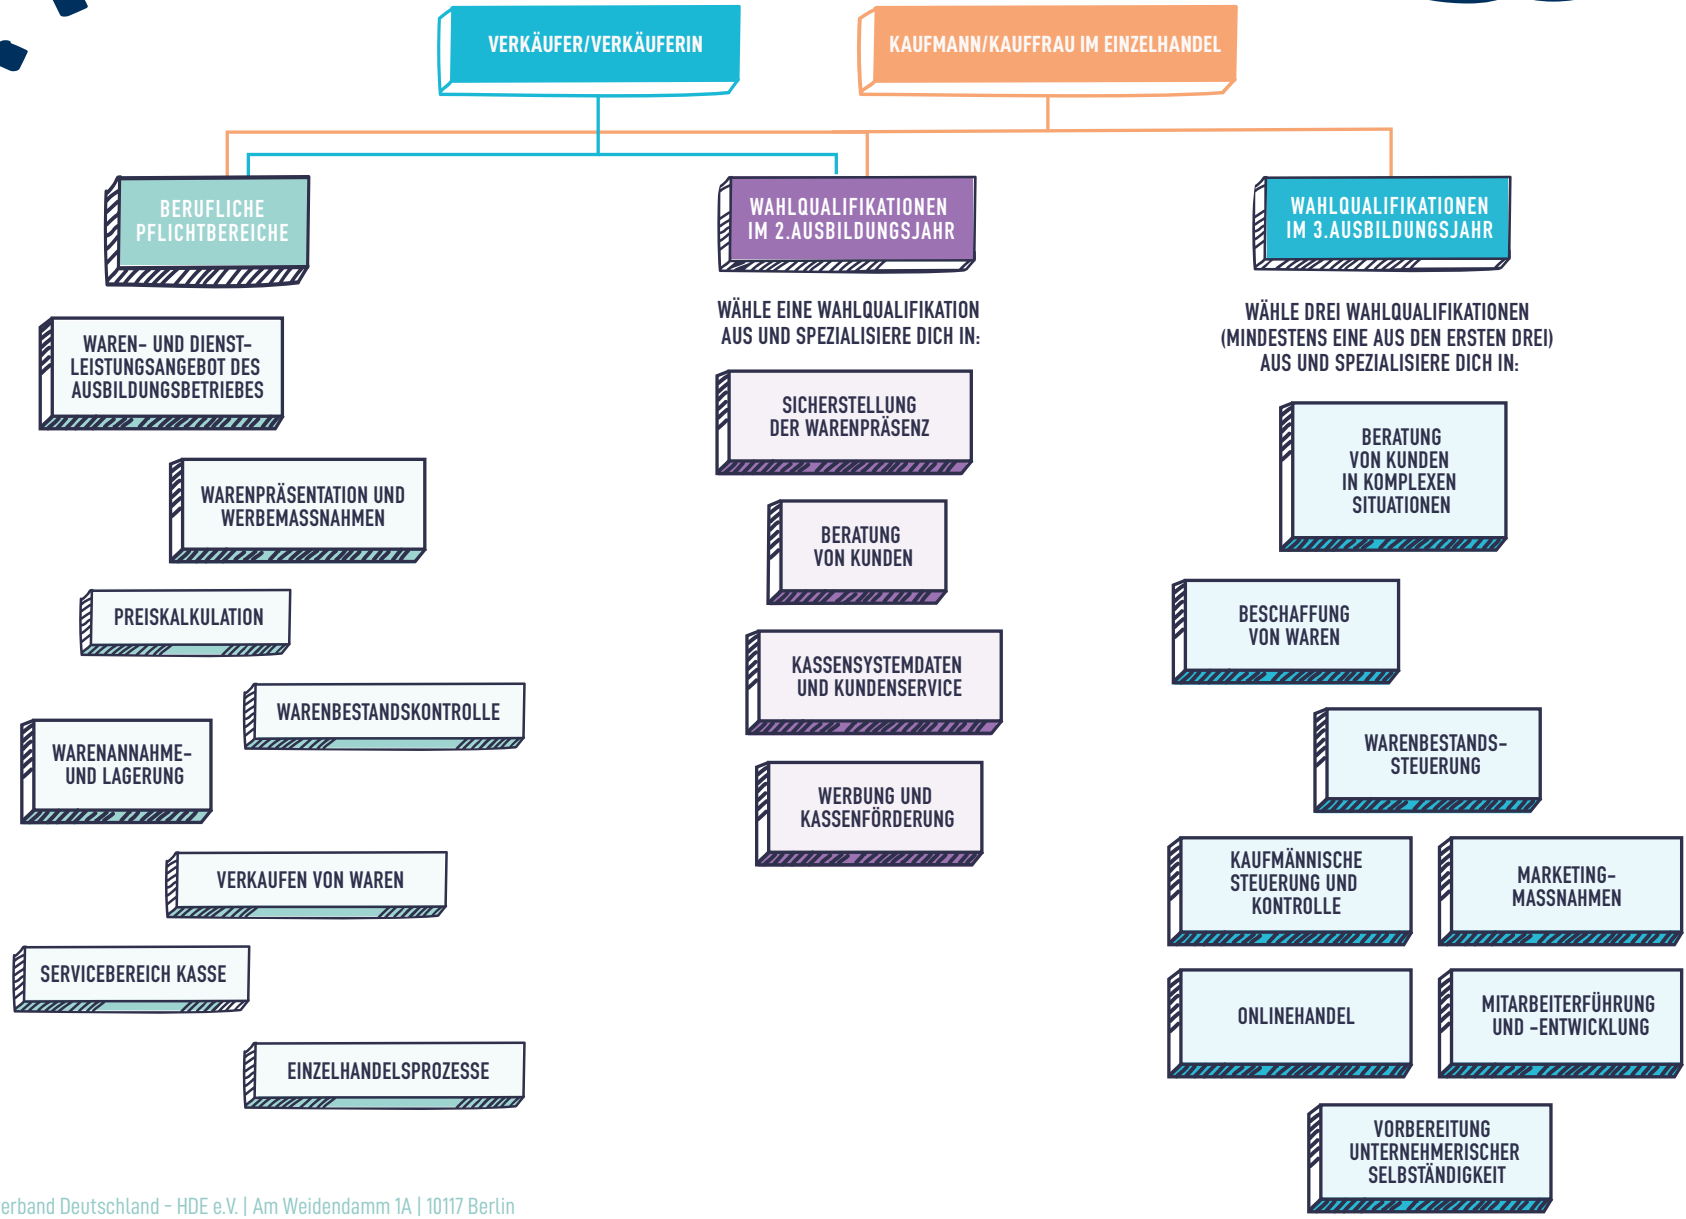 VERKÄUFER/VERKÄUFERIN
KAUFMANN/KAUFFRAU IM EINZELHANDEL
BERUFLICHE
PFLICHTBEREICHE
WAREN- UND DIENST-
LEISTUNGSANGEBOT DES
AUSBILDUNGSBETRIEBES
WARENPRÄSENTATION UND
WERBEMASSNAHMEN
PREISKALKULATION
WARENBESTANDSKONTROLLE
WARENANNAHME-
UND LAGERUNG
VERKAUFEN VON WAREN
SERVICEBEREICH KASSE
EINZELHANDELSPROZESSE
WAHLQUALIFIKATIONEN
IM 2.AUSBILDUNGSJAHR
WÄHLE EINE WAHLQUALIFIKATION
AUS UND SPEZIALISIERE DICH IN:
SICHERSTELLUNG
DER WARENPRÄSENZ
BERATUNG
VON KUNDEN
KASSENSYSTEMDATEN
UND KUNDENSERVICE
WERBUNG UND
KASSENFÖRDERUNG
WAHLQUALIFIKATIONEN
IM 3.AUSBILDUNGSJAHR
WÄHLE DREI WAHLQUALIFIKATIONEN
(MINDESTENS EINE AUS DEN ERSTEN DREI)
AUS UND SPEZIALISIERE DICH IN:
BERATUNG
VON KUNDEN
IN KOMPLEXEN
SITUATIONEN
BESCHAFFUNG
VON WAREN
WARENBESTANDS-
STEUERUNG
KAUFMÄNNISCHE
STEUERUNG UND
KONTROLLE
MARKETING-
MASSNAHMEN
ONLINEHANDEL
MITARBEITERFÜHRUNG
UND -ENTWICKLUNG
VORBEREITUNG
UNTERNEHMERISCHER
SELBSTÄNDIGKEIT
erband Deutschland - HDE e.V. | Am Weidendamm 1A | 10117 Berlin